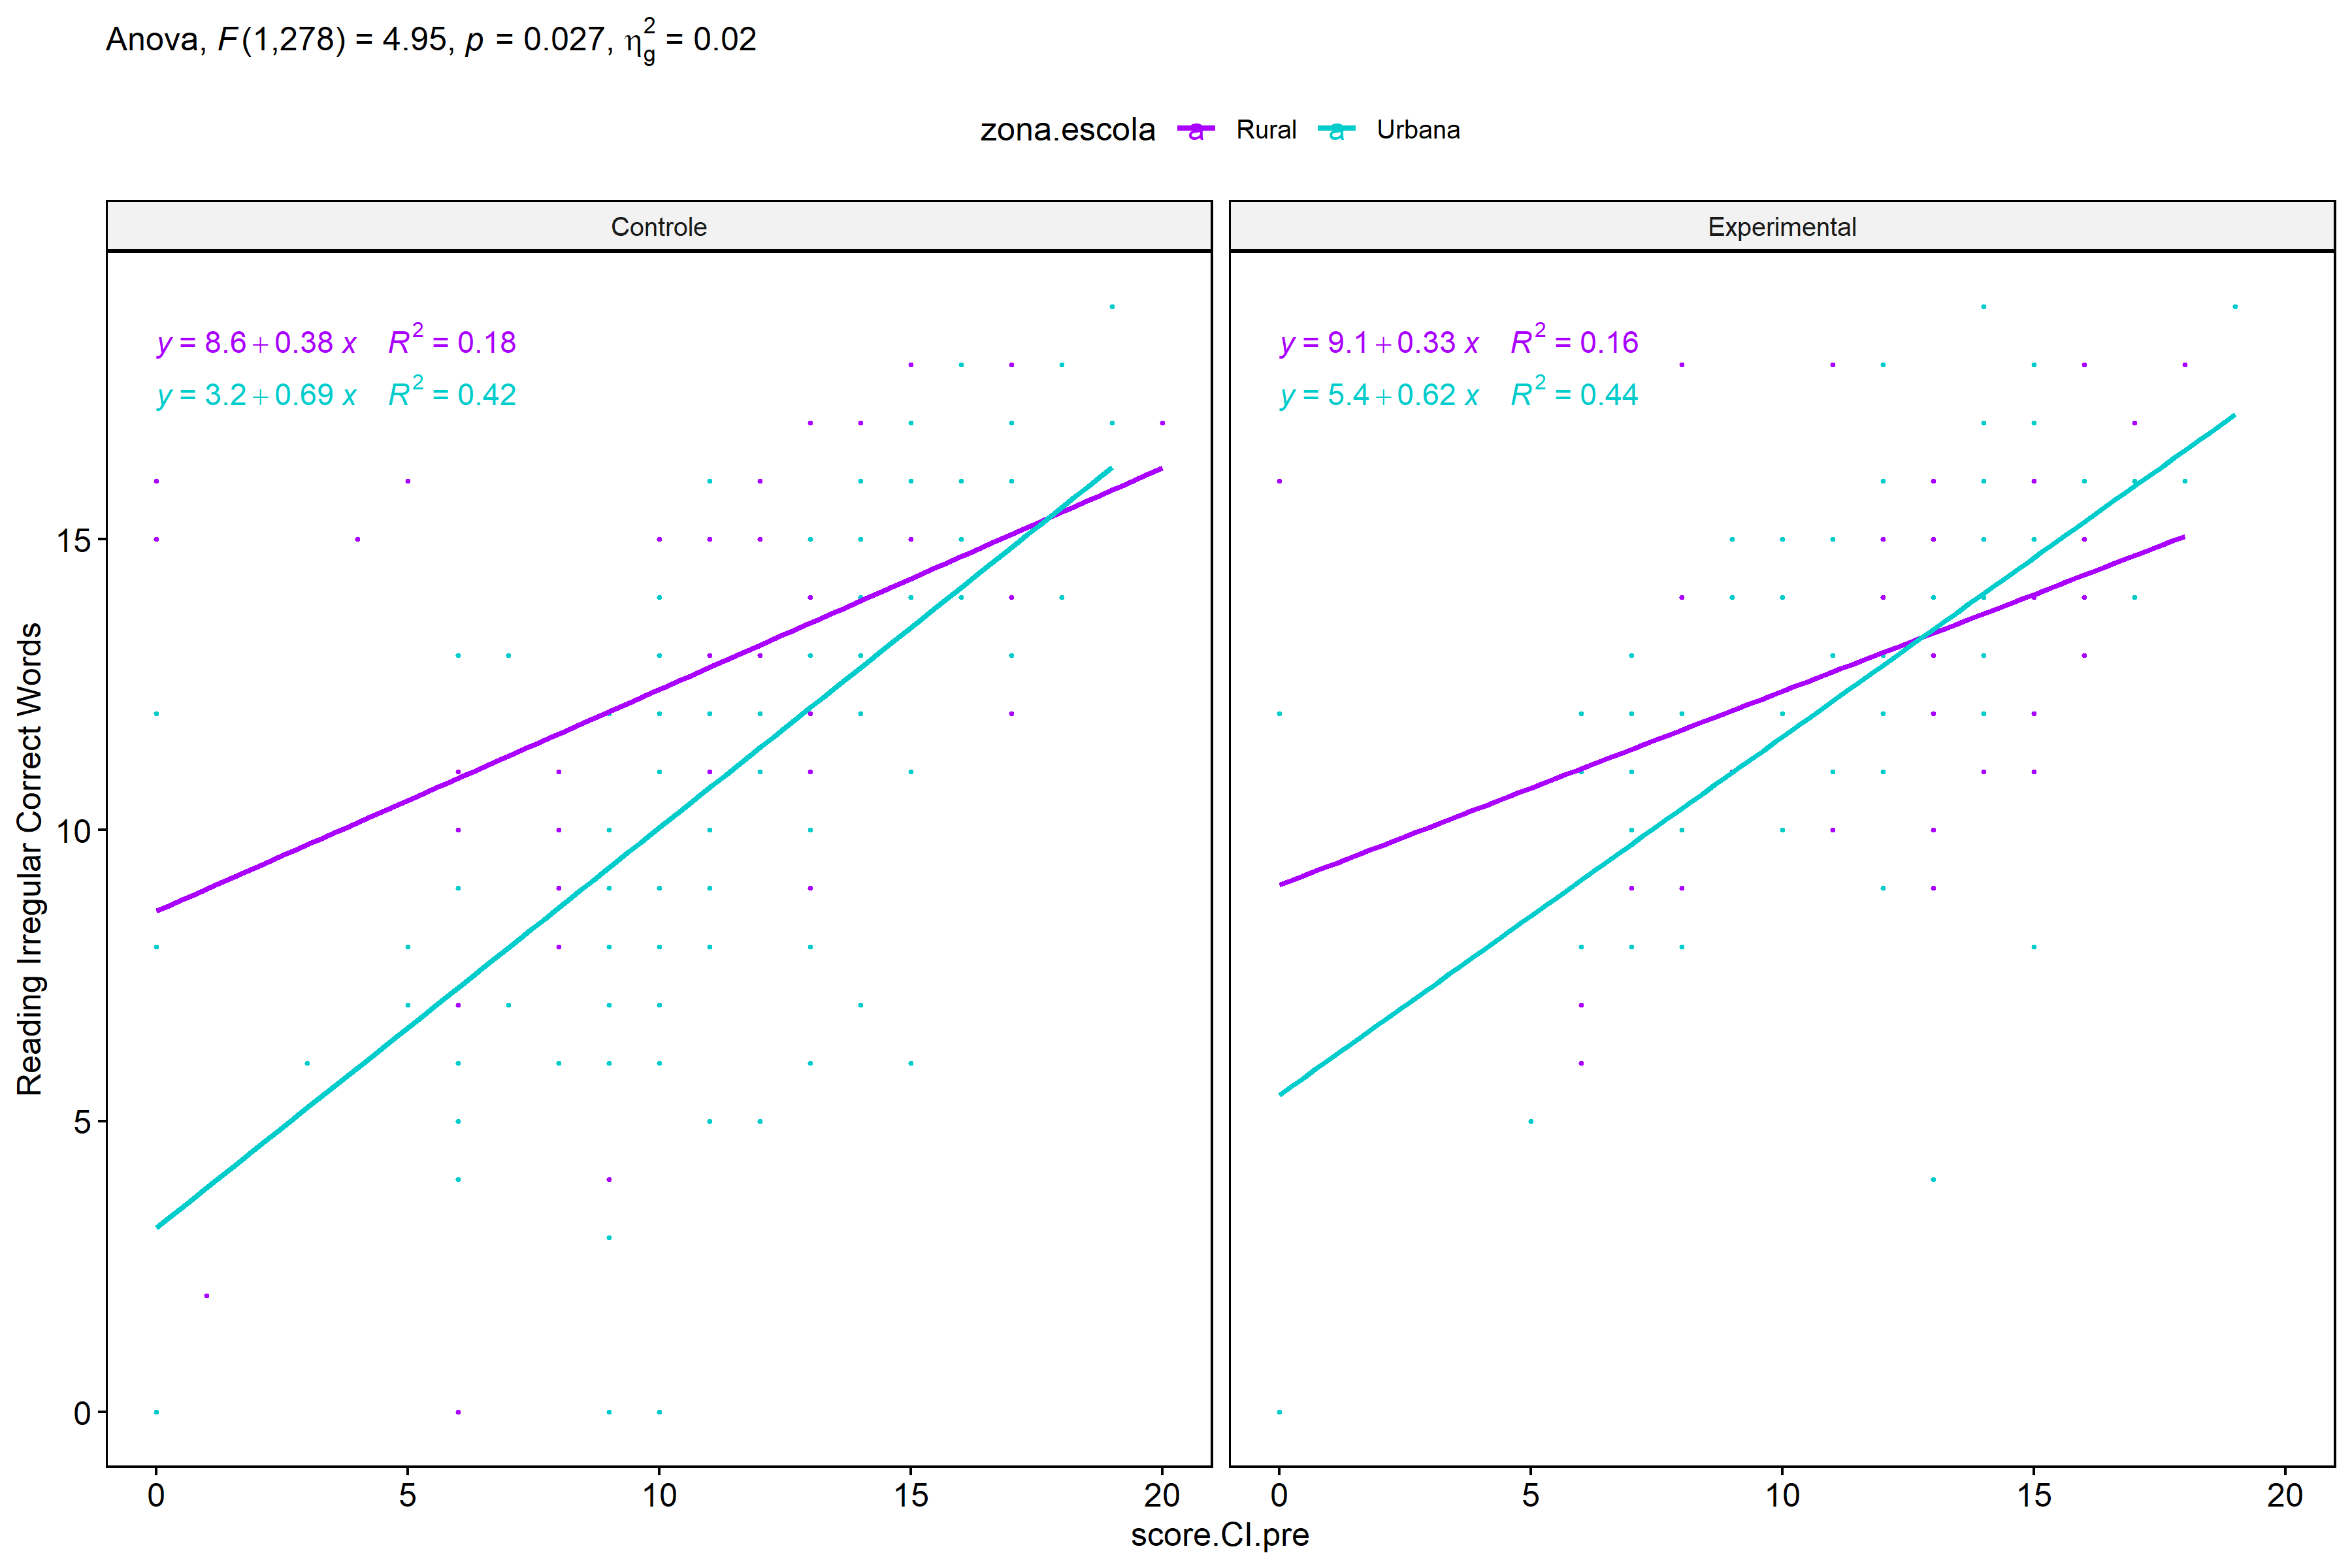 Anova, F(1,278) = 4.95, p = 0.027, η²g = 0.02
zona.escola a Rural a Urbana
Controle
Experimental
y = 8.6 + 0.38 x R² = 0.18
y = 3.2 + 0.69 x R² = 0.42
y = 9.1 + 0.33 x R² = 0.16
y = 5.4 + 0.62 x R² = 0.44
Reading Irregular Correct Words
15
10
5
0
0 5 10 15 20
0 5 10 15 20
score.CI.pre